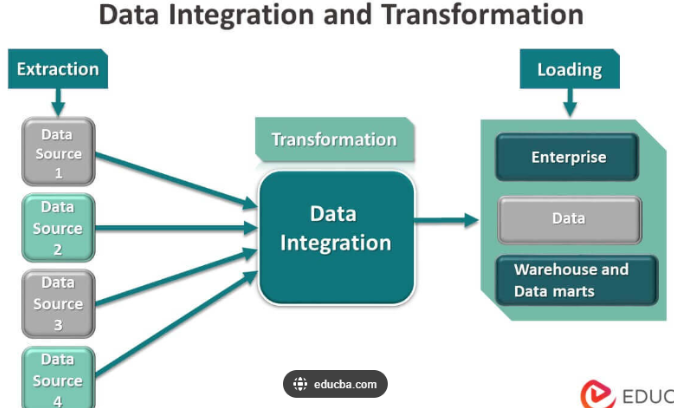 Data Integration and Transformation
Extraction
Loading
Data
Source
1
Data
Source
2
Data
Source
3
Data
Source
4
Transformation
Data
Integration
Enterprise
Data
Warehouse and
Data marts
educba.com
EDUC